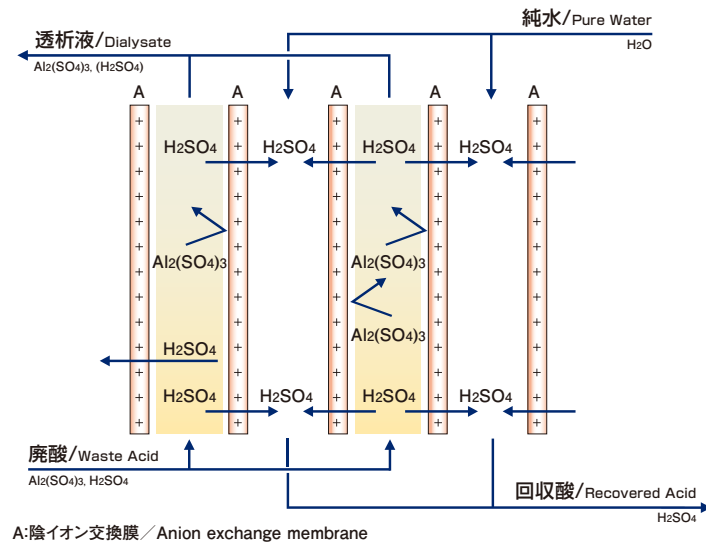 透析液/Dialysate
Al2(SO4)3, (H2SO4)
純水/Pure Water
H2O
A A A A A
H2SO4 H2SO4 H2SO4 H2SO4
Al2(SO4)3 Al2(SO4)3
Al2(SO4)3
H2SO4
H2SO4 H2SO4 H2SO4 H2SO4
廃酸/Waste Acid
Al2(SO4)3, H2SO4
回収酸/Recovered Acid
H2SO4
A:陰イオン交換膜／Anion exchange membrane